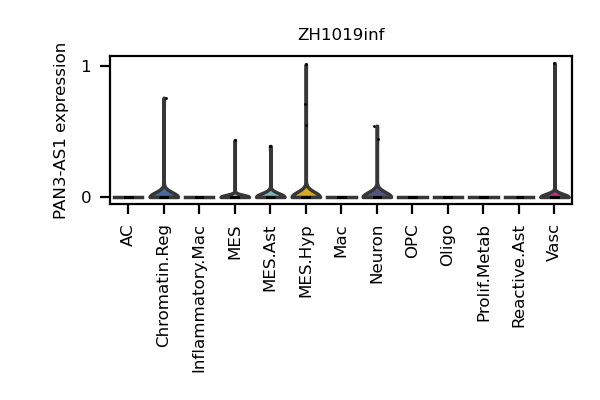 ZH1019inf
PAN3-AS1 expression
1
0
AC
Chromatin.Reg
Inflammatory.Mac
MES
MES.Ast
MES.Hyp
Mac
Neuron
OPC
Oligo
Prolif.Metab
Reactive.Ast
Vasc